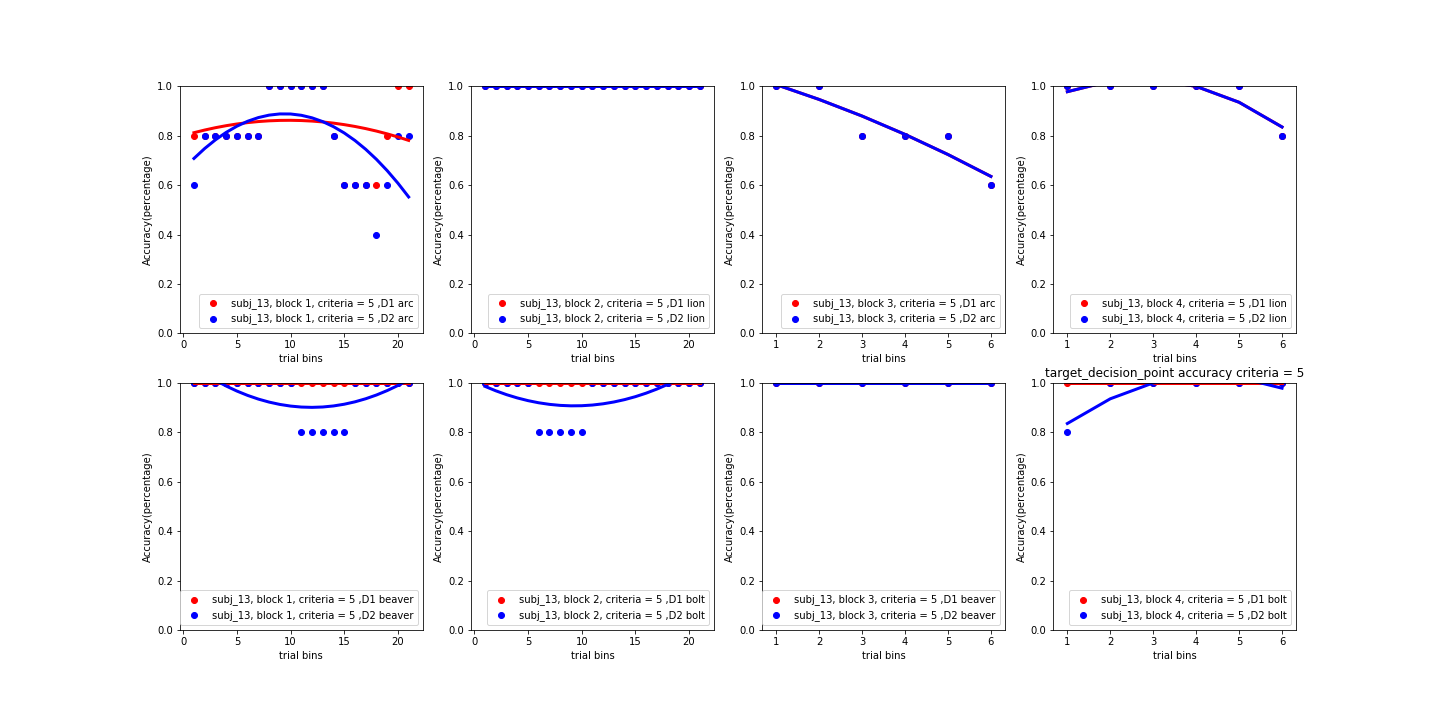 1.0
0.8
0.6
0.4
0.2
0.0
Accuracy(percentage)
subj_13, block 1, criteria = 5 ,D1 arc
subj_13, block 1, criteria = 5 ,D2 arc
0 5 10 15 20
trial bins
1.0
0.8
0.6
0.4
0.2
0.0
Accuracy(percentage)
subj_13, block 2, criteria = 5 ,D1 lion
subj_13, block 2, criteria = 5 ,D2 lion
0 5 10 15 20
trial bins
1.0
0.8
0.6
0.4
0.2
0.0
Accuracy(percentage)
subj_13, block 3, criteria = 5 ,D1 arc
subj_13, block 3, criteria = 5 ,D2 arc
1 2 3 4 5 6
trial bins
1.0
0.8
0.6
0.4
0.2
0.0
Accuracy(percentage)
subj_13, block 4, criteria = 5 ,D1 lion
subj_13, block 4, criteria = 5 ,D2 lion
1 2 3 4 5 6
trial bins
1.0
0.8
0.6
0.4
0.2
0.0
Accuracy(percentage)
subj_13, block 1, criteria = 5 ,D1 beaver
subj_13, block 1, criteria = 5 ,D2 beaver
0 5 10 15 20
trial bins
1.0
0.8
0.6
0.4
0.2
0.0
Accuracy(percentage)
subj_13, block 2, criteria = 5 ,D1 bolt
subj_13, block 2, criteria = 5 ,D2 bolt
0 5 10 15 20
trial bins
1.0
0.8
0.6
0.4
0.2
0.0
Accuracy(percentage)
subj_13, block 3, criteria = 5 ,D1 beaver
subj_13, block 3, criteria = 5 ,D2 beaver
1 2 3 4 5 6
trial bins
target_decision_point accuracy criteria = 5
1.0
0.8
0.6
0.4
0.2
0.0
Accuracy(percentage)
subj_13, block 4, criteria = 5 ,D1 bolt
subj_13, block 4, criteria = 5 ,D2 bolt
1 2 3 4 5 6
trial bins